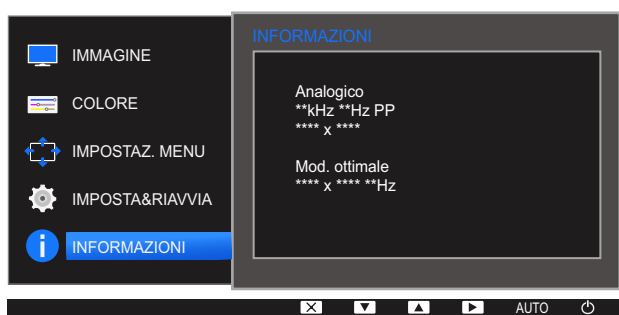 IMMAGINE
COLORE
IMPOSTAZ. MENU
IMPOSTA&RIAVVIA
INFORMAZIONI
INFORMAZIONI
Analogico
**kHz **Hz PP
**** x ****
Mod. ottimale
**** x **** **Hz
AUTO